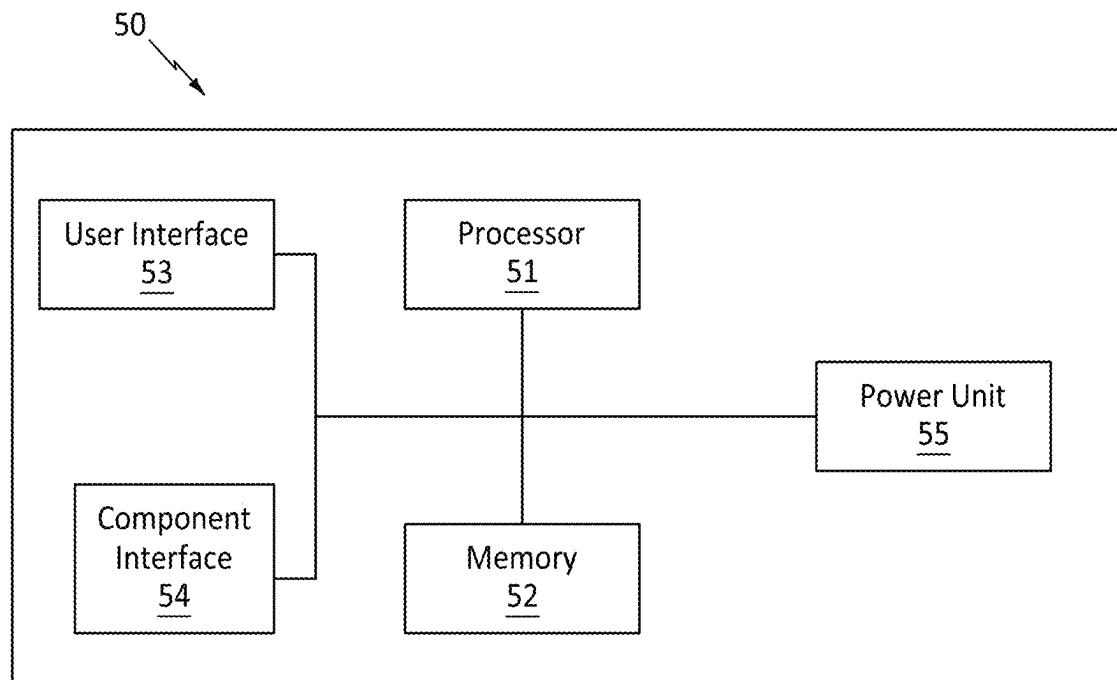 50
User Interface
53
Processor
51
Power Unit
55
Component
Interface
54
Memory
52